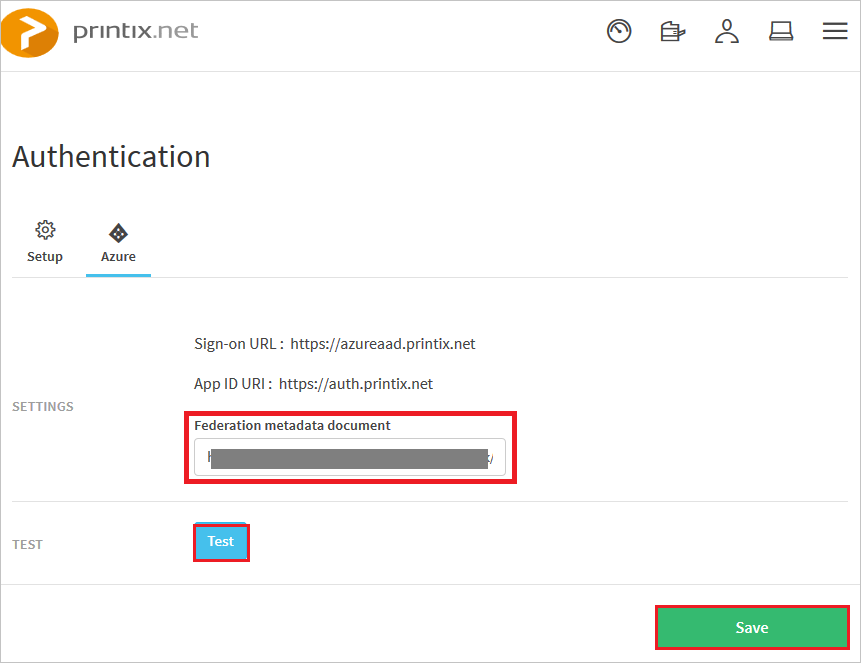 printix.net
Authentication
Setup
Azure
Sign-on URL : https://azureaad.printix.net
App ID URI : https://auth.printix.net
SETTINGS
Federation metadata document
TEST
Test
Save